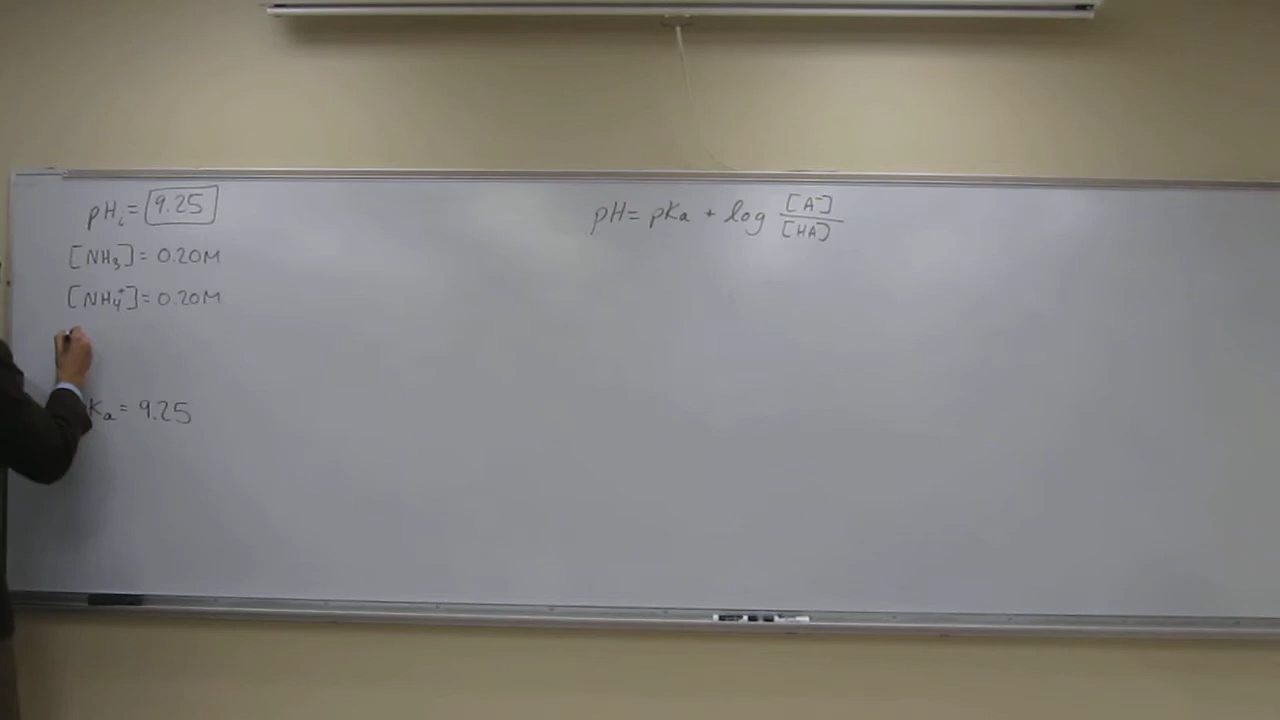 pHᵢ = 9.25
pH = pKa + log [A⁻]/[HA]
[NH₃] = 0.20M
[NH₄⁺] = 0.20M
Ka = 9.25